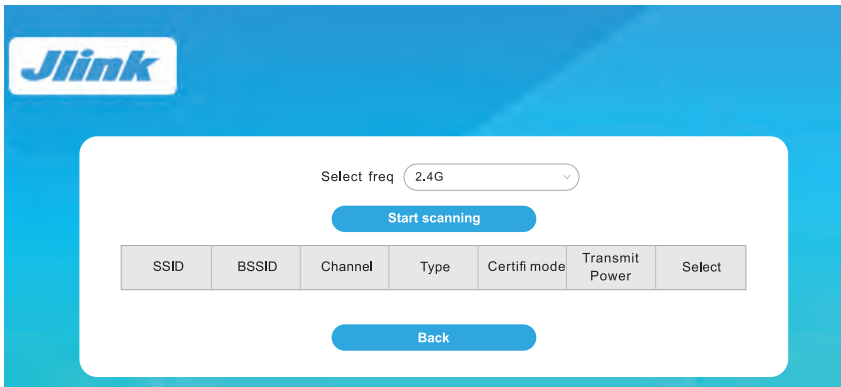 Jlink
Select freq 2.4G
Start scanning
SSID BSSID Channel Type Certifi mode Transmit Power Select
Back